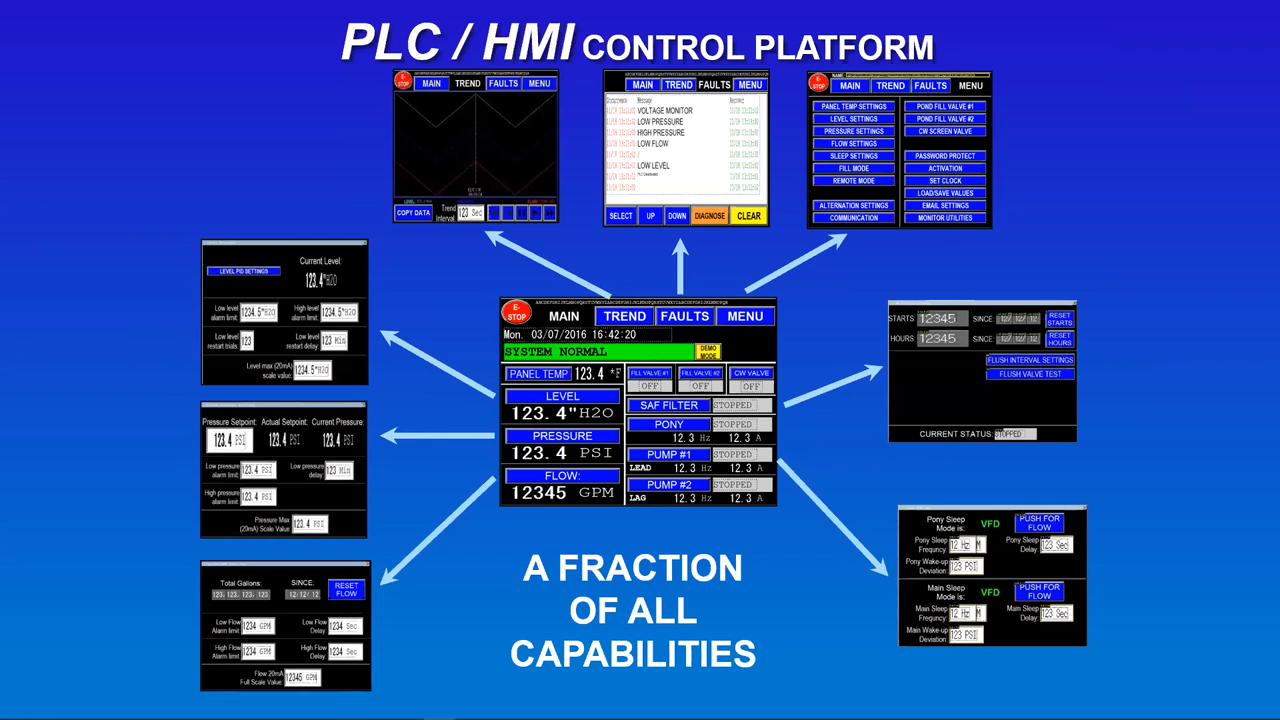 PLC / HMI CONTROL PLATFORM
E-STOP
MAIN TREND FAULTS MENU
COPY DATA
Trend Interval: 123 Sec
MAIN TREND FAULTS MENU
Occurrence Message Recover
VOLTAGE MONITOR
LOW PRESSURE
HIGH PRESSURE
LOW FLOW
LOW LEVEL
SELECT UP DOWN DIAGNOSE CLEAR
E-STOP
NAME
MAIN TREND FAULTS MENU
PANEL TEMP SETTINGS POND FILL VALVE #1
LEVEL SETTINGS POND FILL VALVE #2
PRESSURE SETTINGS CW SCREEN VALVE
FLOW SETTINGS
SLEEP SETTINGS PASSWORD PROTECT
FILL MODE ACTIVATION
REMOTE MODE SET CLOCK
LOAD/SAVE VALUES
ALTERNATION SETTINGS EMAIL SETTINGS
COMMUNICATION MONITOR UTILITIES
LEVEL PID SETTINGS
Current Level:
123.4"H2O
Low level alarm limit: 1234.5"H2O
High level alarm limit: 1234.5"H2O
Low level restart trials: 123
Low level restart delay: 123 Min
Level max (20mA) scale value: 1234.5"H2O
E-STOP
MAIN TREND FAULTS MENU
Mon. 03/07/2016 16:42:20
SYSTEM NORMAL
DEMO MODE
PANEL TEMP 123.4 °F
FILL VALVE #1 FILL VALVE #2 CW VALVE
OFF OFF OFF
LEVEL
123.4"H2O
PRESSURE
123.4 PSI
FLOW:
12345 GPM
SAF FILTER STOPPED
PONY STOPPED
12.3 Hz 12.3 A
PUMP #1 STOPPED
LEAD 12.3 Hz 12.3 A
PUMP #2 STOPPED
LAG 12.3 Hz 12.3 A
STARTS 12345 SINCE 12/12/12 RESET STARTS
HOURS 12345 SINCE 12/12/12 RESET HOURS
FLUSH INTERVAL SETTINGS
FLUSH VALVE TEST
CURRENT STATUS: STOPPED
Pressure Setpoint: Actual Setpoint: Current Pressure:
123.4 PSI 123.4 PSI 123.4 PSI
Low pressure alarm limit: 123.4 PSI
Low pressure delay: 123 Min
High pressure alarm limit: 123.4 PSI
Pressure Max (20mA) Scale Value: 123.4 PSI
Pony Sleep Mode is: VFD PUSH FOR FLOW
Pony Sleep Frequncy: 12 Hz M
Pony Sleep Delay: 123 Sec
Pony Wake-up Deviation: 123 PSI
Main Sleep Mode is: VFD PUSH FOR FLOW
Main Sleep Frequncy: 12 Hz M
Main Sleep Delay: 123 Sec
Main Wake-up Deviation: 123 PSI
Total Gallons: SINCE: RESET FLOW
123, 123, 123, 123 12/12/12
Low Flow Alarm limit: 1234 GPM
Low Flow Delay: 1234 Sec
High Flow Alarm limit: 1234 GPM
High Flow Delay: 1234 Sec
Flow 20mA Full Scale Value: 12345 GPM
A FRACTION
OF ALL
CAPABILITIES